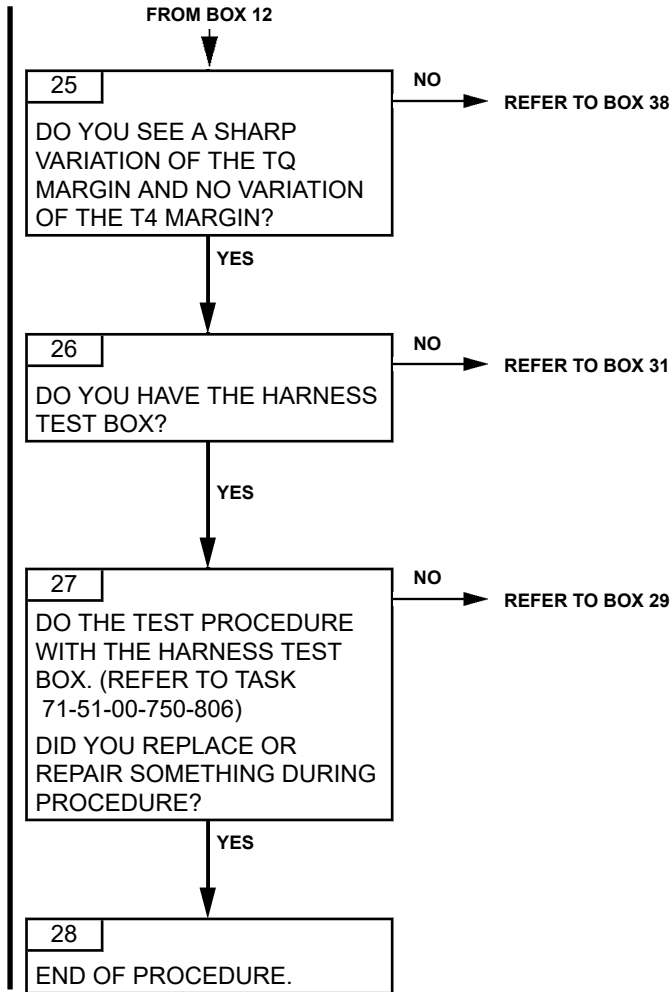 FROM BOX 12
25
NO
REFER TO BOX 38
DO YOU SEE A SHARP
VARIATION OF THE TQ
MARGIN AND NO VARIATION
OF THE T4 MARGIN?
YES
26
NO
REFER TO BOX 31
DO YOU HAVE THE HARNESS
TEST BOX?
YES
27
NO
REFER TO BOX 29
DO THE TEST PROCEDURE
WITH THE HARNESS TEST
BOX. (REFER TO TASK
71-51-00-750-806)
DID YOU REPLACE OR
REPAIR SOMETHING DURING
PROCEDURE?
YES
28
END OF PROCEDURE.